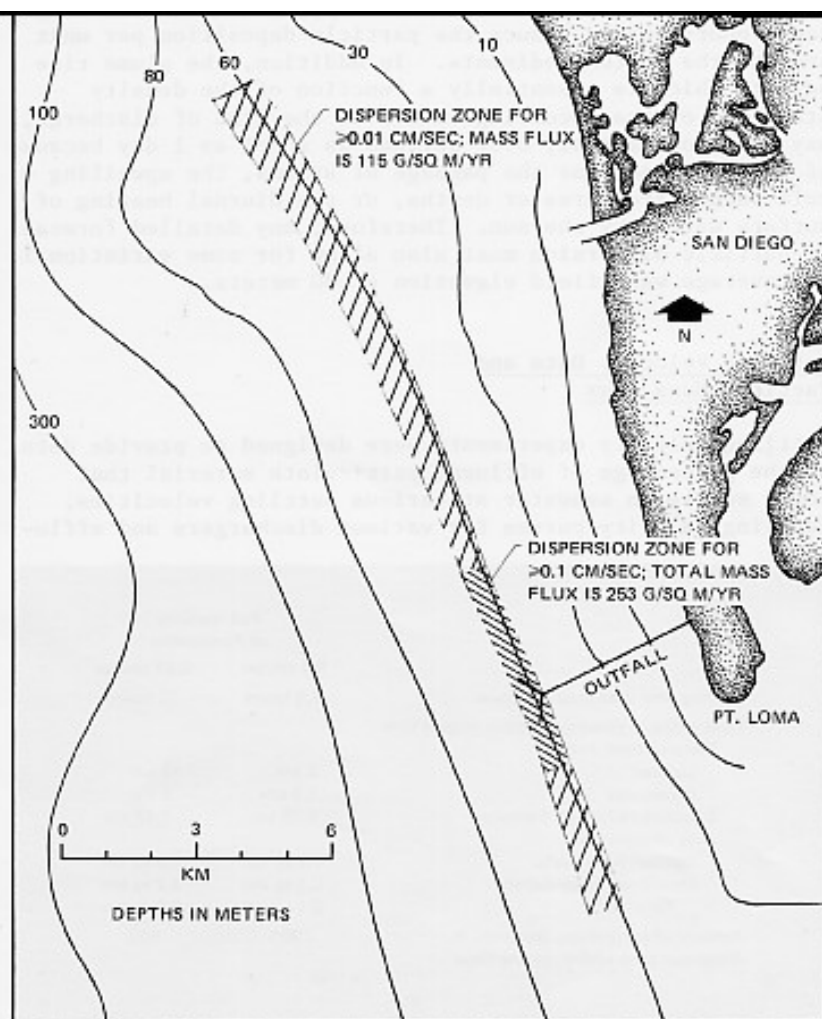 10
30
60
80
100
DISPERSION ZONE FOR
≥0.01 CM/SEC; MASS FLUX
IS 115 G/SQ M/YR
SAN DIEGO
N
300
DISPERSION ZONE FOR
≥0.1 CM/SEC; TOTAL MASS
FLUX IS 253 G/SQ M/YR
OUTFALL
PT. LOMA
0 3 6
KM
DEPTHS IN METERS